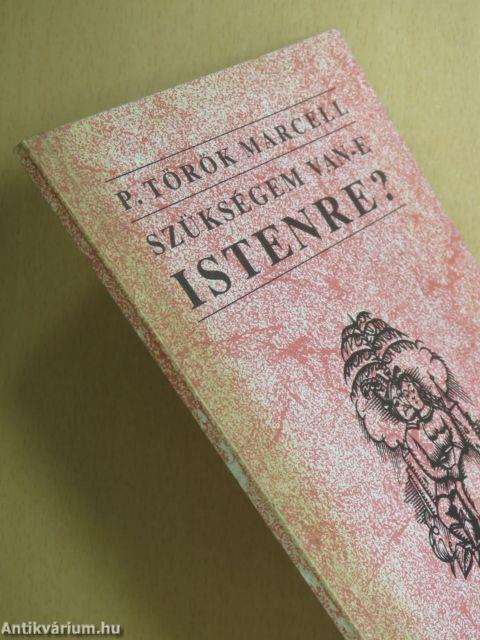 P. TÖRÖK MARCELL
SZÜKSÉGEM VAN-E
ISTENRE?
Antikvárium.hu